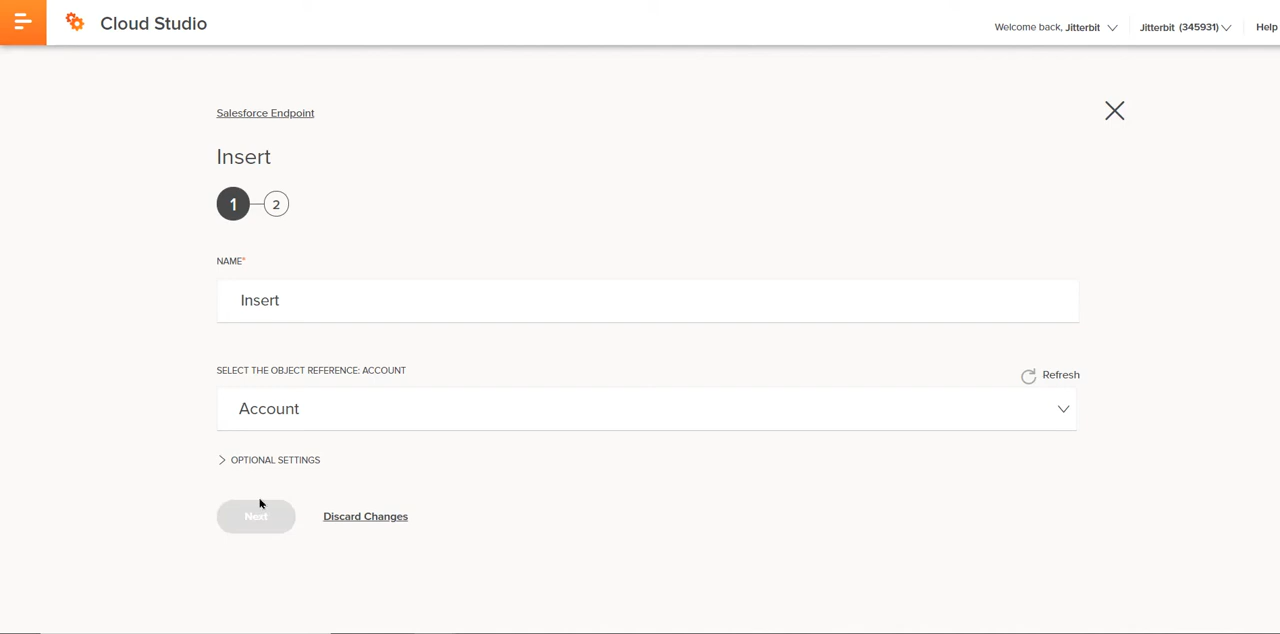 Cloud Studio
Welcome back, Jitterbit
Jitterbit (345931)
Help
Salesforce Endpoint
Insert
1
2
NAME*
Insert
SELECT THE OBJECT REFERENCE: ACCOUNT
Refresh
Account
OPTIONAL SETTINGS
Next
Discard Changes